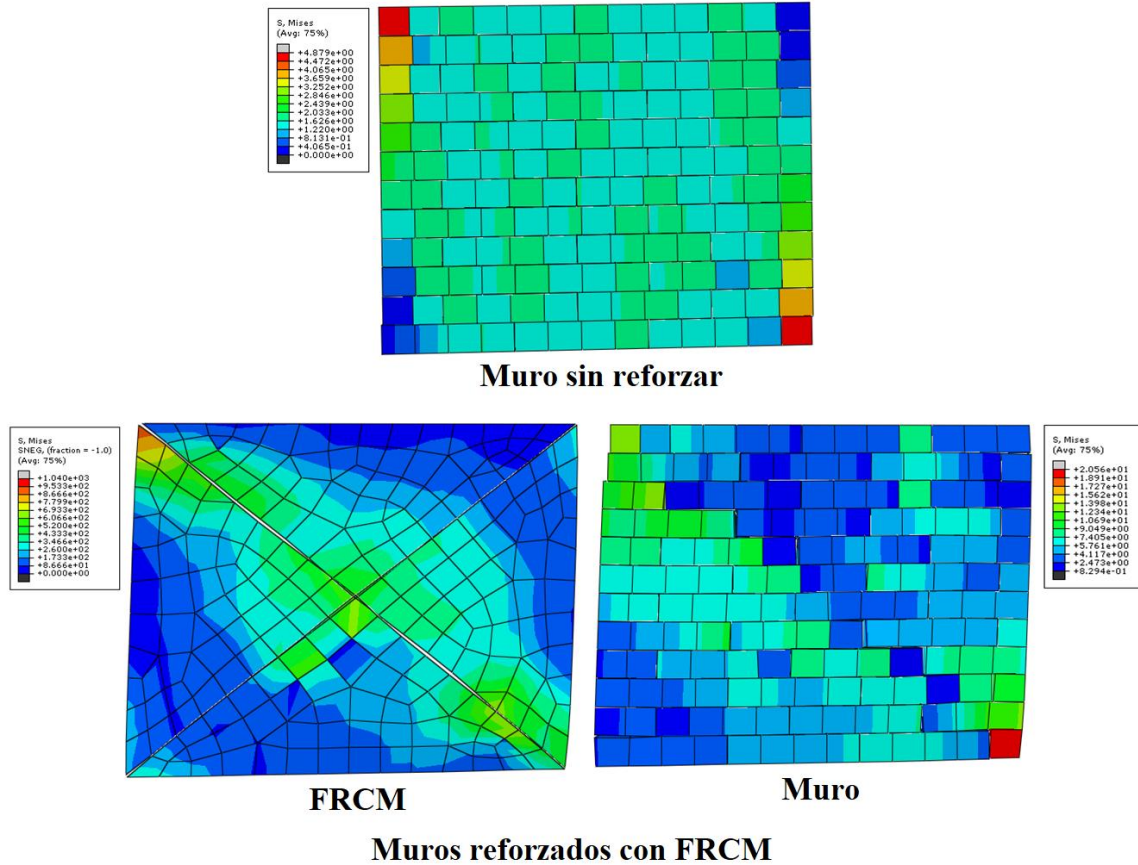 S, Mises
(Avg: 75%)
+4.879e+00
+4.472e+00
+4.065e+00
+3.659e+00
+3.252e+00
+2.846e+00
+2.439e+00
+2.033e+00
+1.626e+00
+1.220e+00
+8.131e-01
+4.065e-01
+0.000e+00
Muro sin reforzar
S, Mises
SNEG, (fraction = -1.0)
(Avg: 75%)
+1.040e+03
+9.533e+02
+8.666e+02
+7.799e+02
+6.933e+02
+6.066e+02
+5.200e+02
+4.333e+02
+3.466e+02
+2.600e+02
+1.733e+02
+8.666e+01
+0.000e+00
S, Mises
(Avg: 75%)
+2.056e+01
+1.891e+01
+1.727e+01
+1.562e+01
+1.398e+01
+1.234e+01
+1.069e+01
+9.049e+00
+7.405e+00
+5.761e+00
+4.117e+00
+2.473e+00
+8.294e-01
FRCM
Muro
Muros reforzados con FRCM